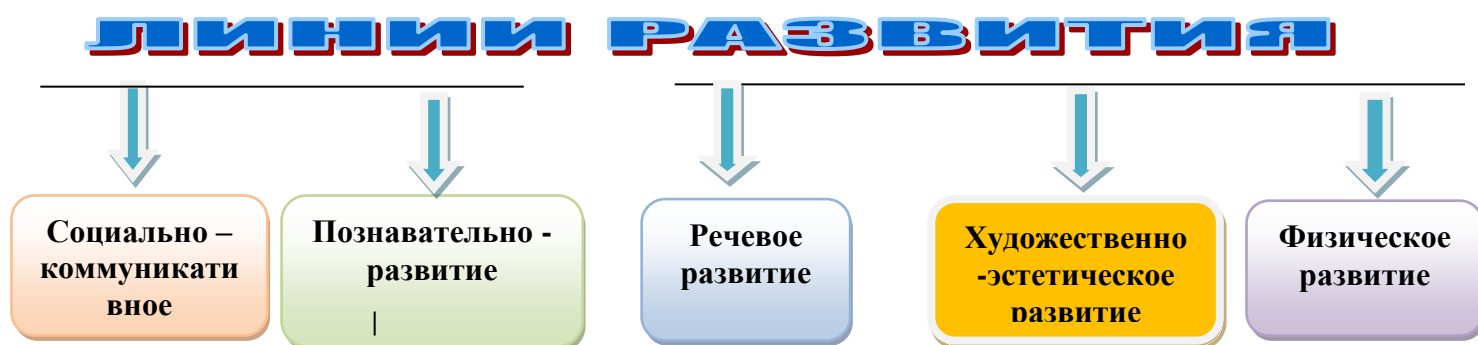 ЛИНИИ РАЗВИТИЯ
Социально –
коммуникати
вное
Познавательно -
развитие
Речевое
развитие
Художественно
-эстетическое
развитие
Физическое
развитие